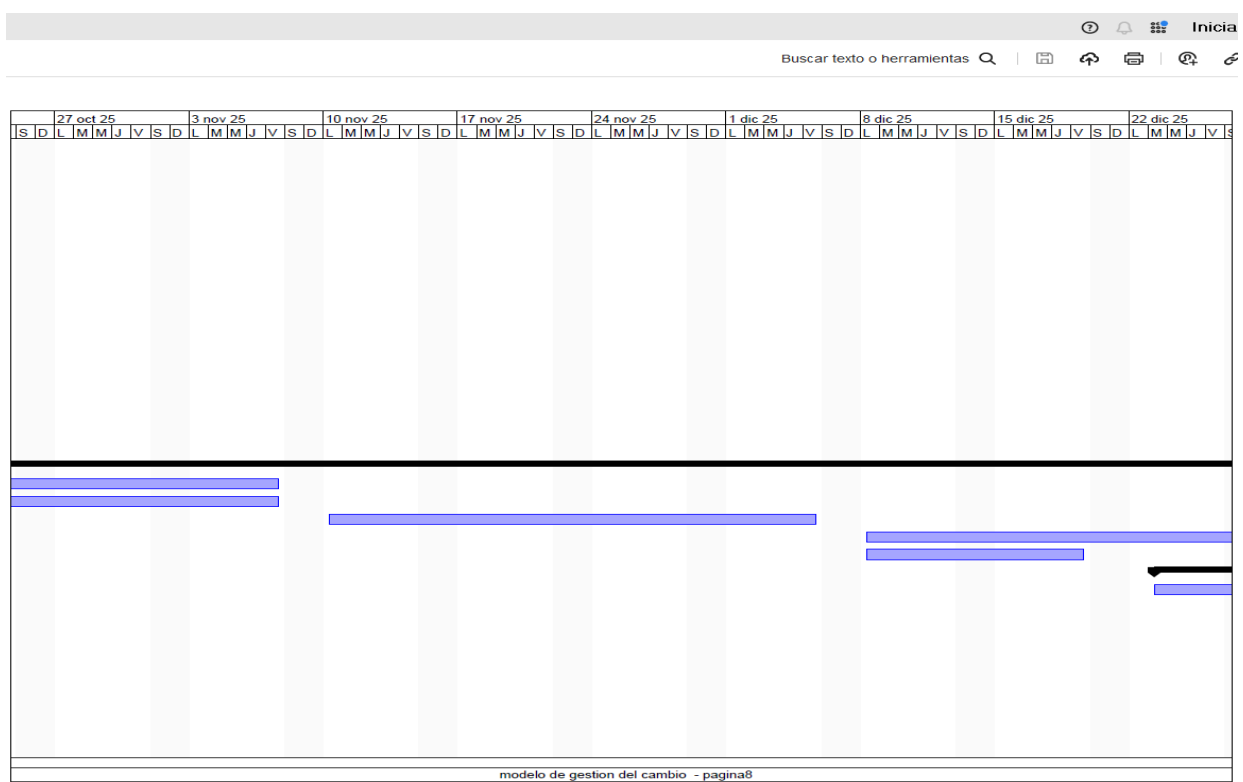 Inicia
Buscar texto o herramientas
27 oct 25 3 nov 25 10 nov 25 17 nov 25 24 nov 25 1 dic 25 8 dic 25 15 dic 25 22 dic 25
S D L M M J V S D L M M J V S D L M M J V S D L M M J V S D L M M J V S D L M M J V S D L M M J V S D L M M J V S D L M M J V S
modelo de gestion del cambio - pagina8